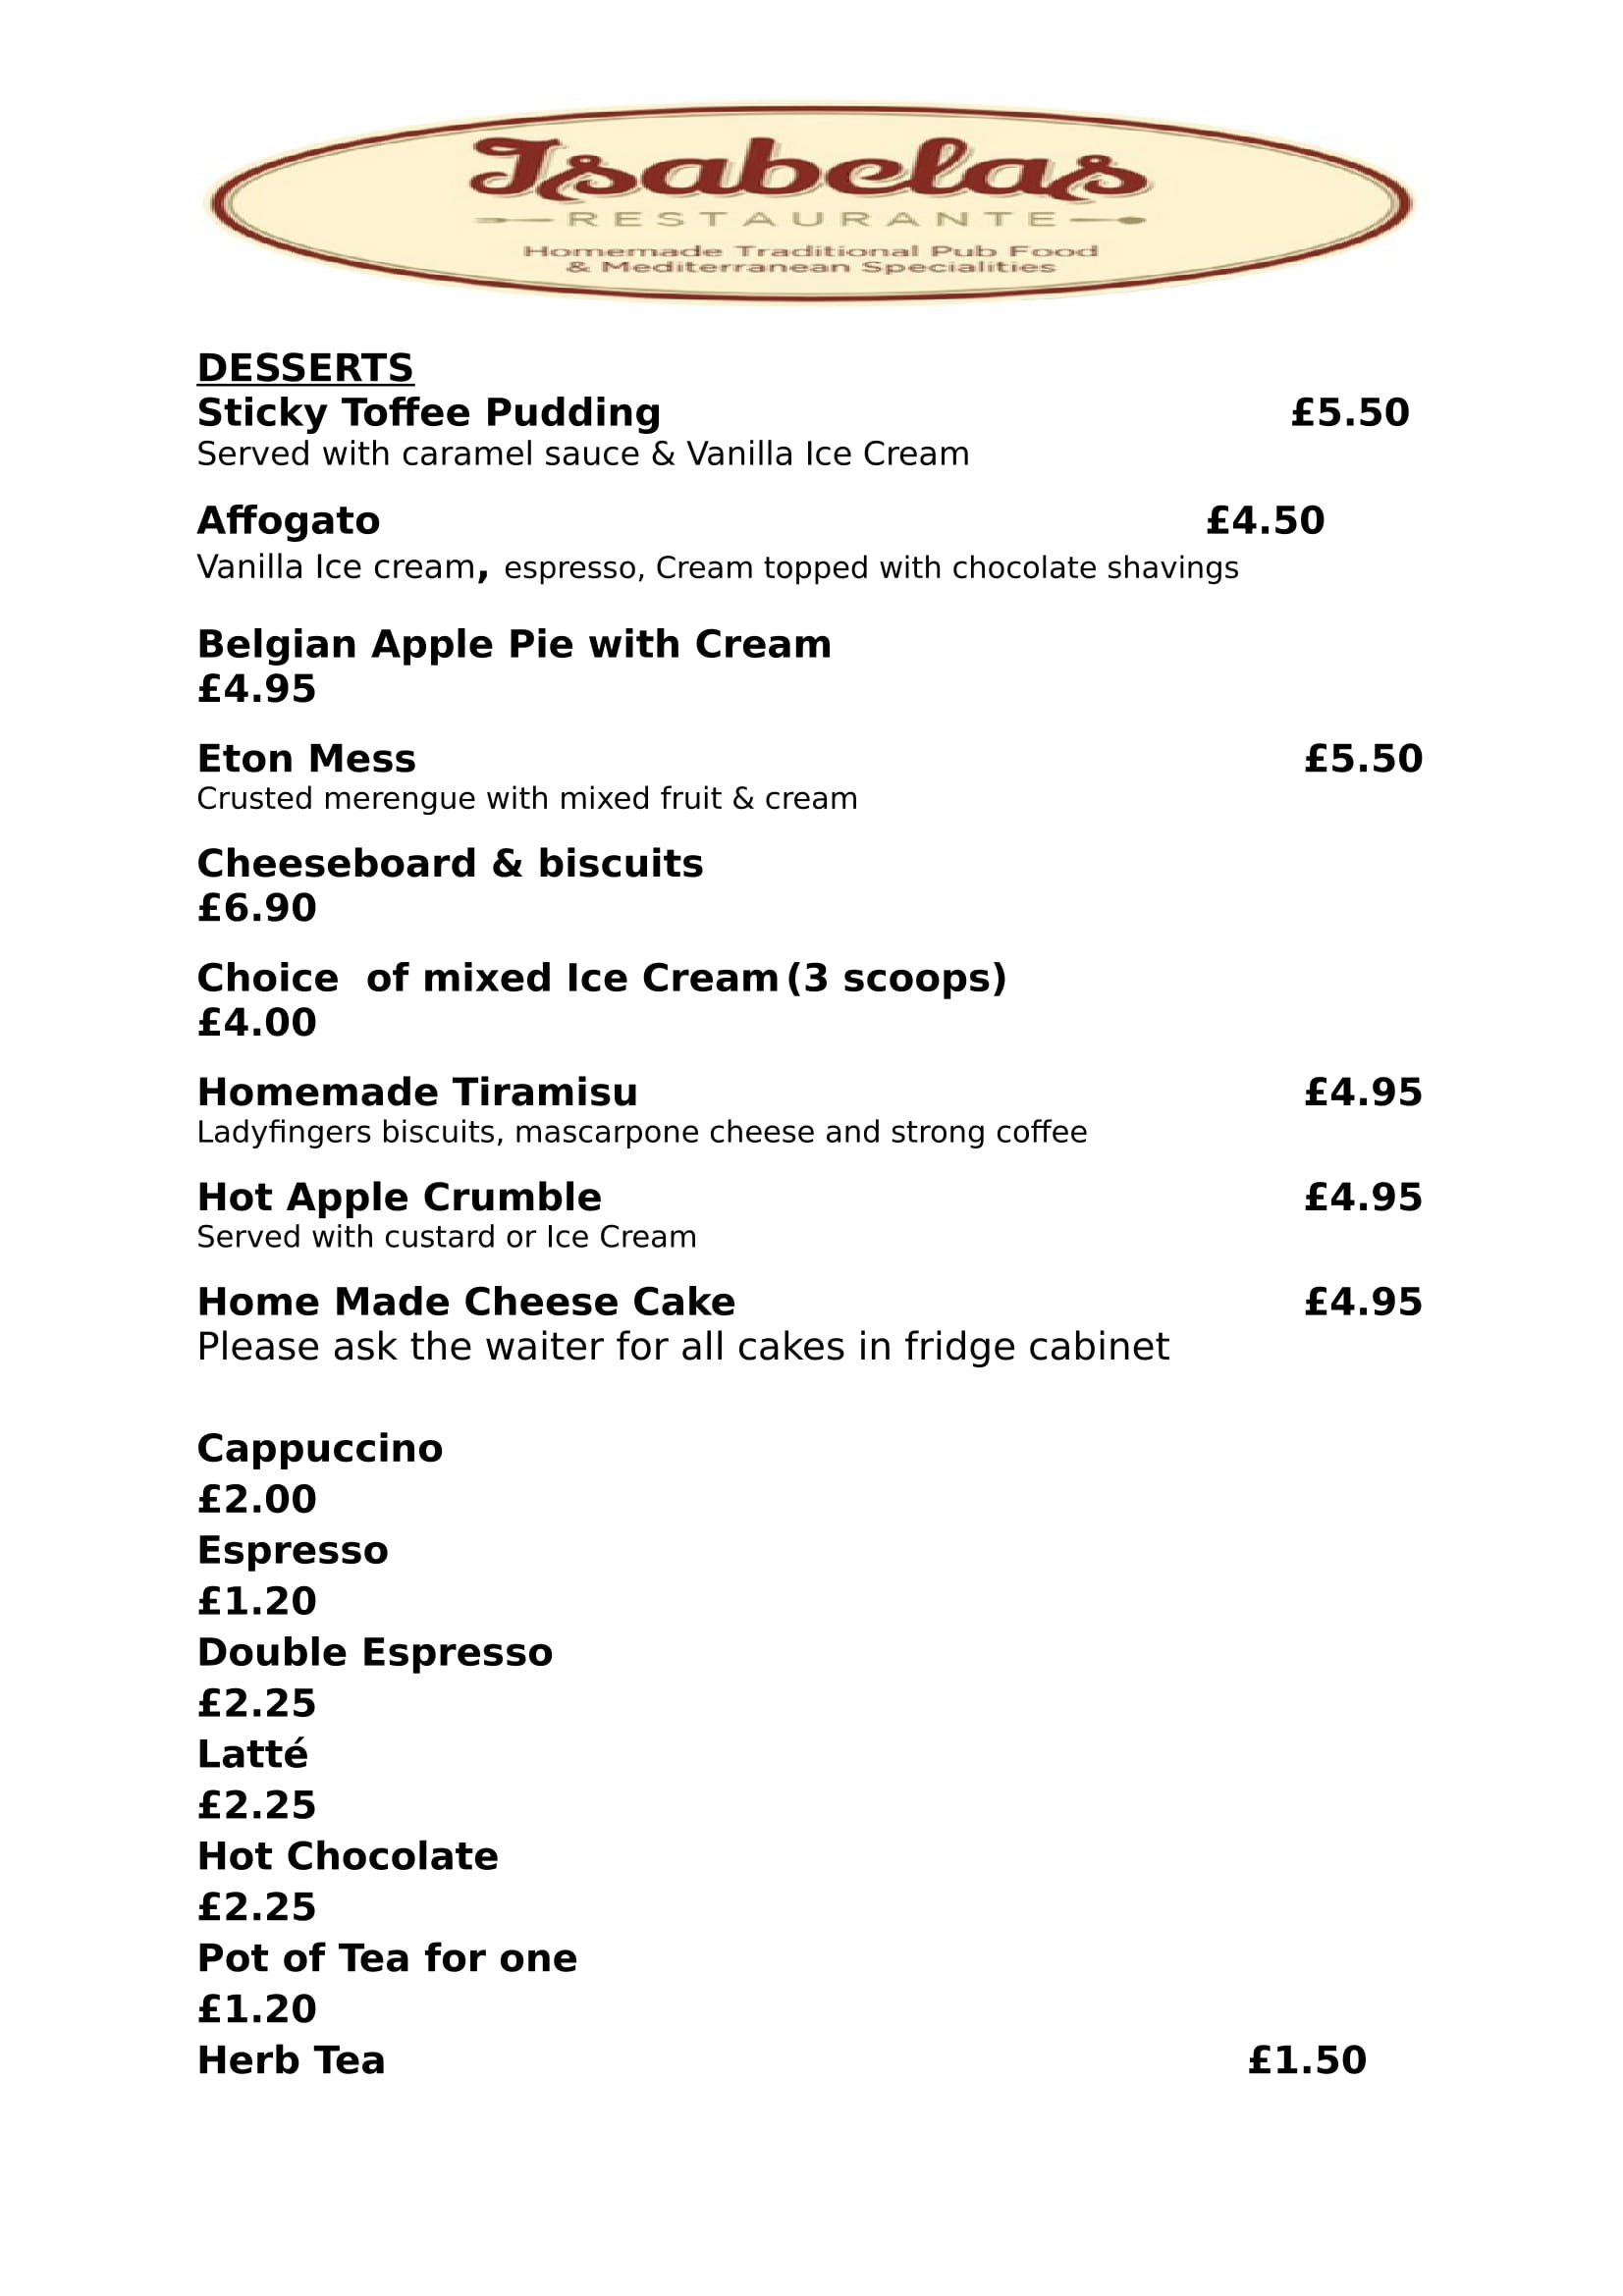 Isabelas
RESTAURANTE
Homemade Traditional Pub Food
& Mediterranean Specialities
DESSERTS
Sticky Toffee Pudding £5.50
Served with caramel sauce & Vanilla Ice Cream
Affogato £4.50
Vanilla Ice cream, espresso, Cream topped with chocolate shavings
Belgian Apple Pie with Cream
£4.95
Eton Mess £5.50
Crusted merengue with mixed fruit & cream
Cheeseboard & biscuits
£6.90
Choice of mixed Ice Cream (3 scoops)
£4.00
Homemade Tiramisu £4.95
Ladyfingers biscuits, mascarpone cheese and strong coffee
Hot Apple Crumble £4.95
Served with custard or Ice Cream
Home Made Cheese Cake £4.95
Please ask the waiter for all cakes in fridge cabinet
Cappuccino
£2.00
Espresso
£1.20
Double Espresso
£2.25
Latté
£2.25
Hot Chocolate
£2.25
Pot of Tea for one
£1.20
Herb Tea £1.50